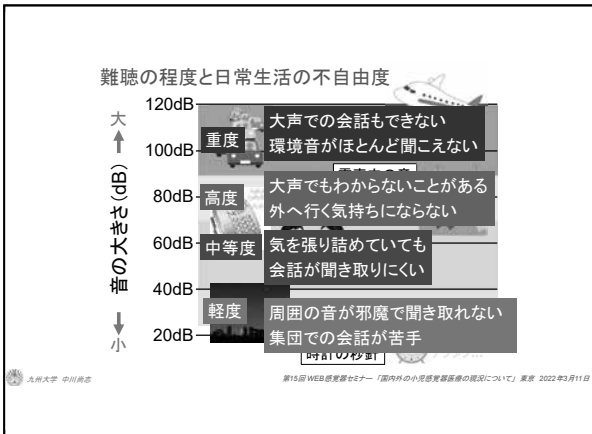 難聴の程度と日常生活の不自由度
120dB
大
大声での会話もできない
重度
環境音がほとんど聞こえない
100dB
大声でもわからないことがある
80dB
高度
外へ行く気持ちにならない
音の大きさ(dB)
60dB
中等度
気を張り詰めていても
会話が聞き取りにくい
40dB
軽度
周囲の音が邪魔で聞き取れない
集団での会話が苦手
小
20dB
時計の秒針
九州大学 中川尚志
第15回 WEB感覚器セミナー 「国内外の小児感覚器医療の現況について」 東京 2022年3月11日